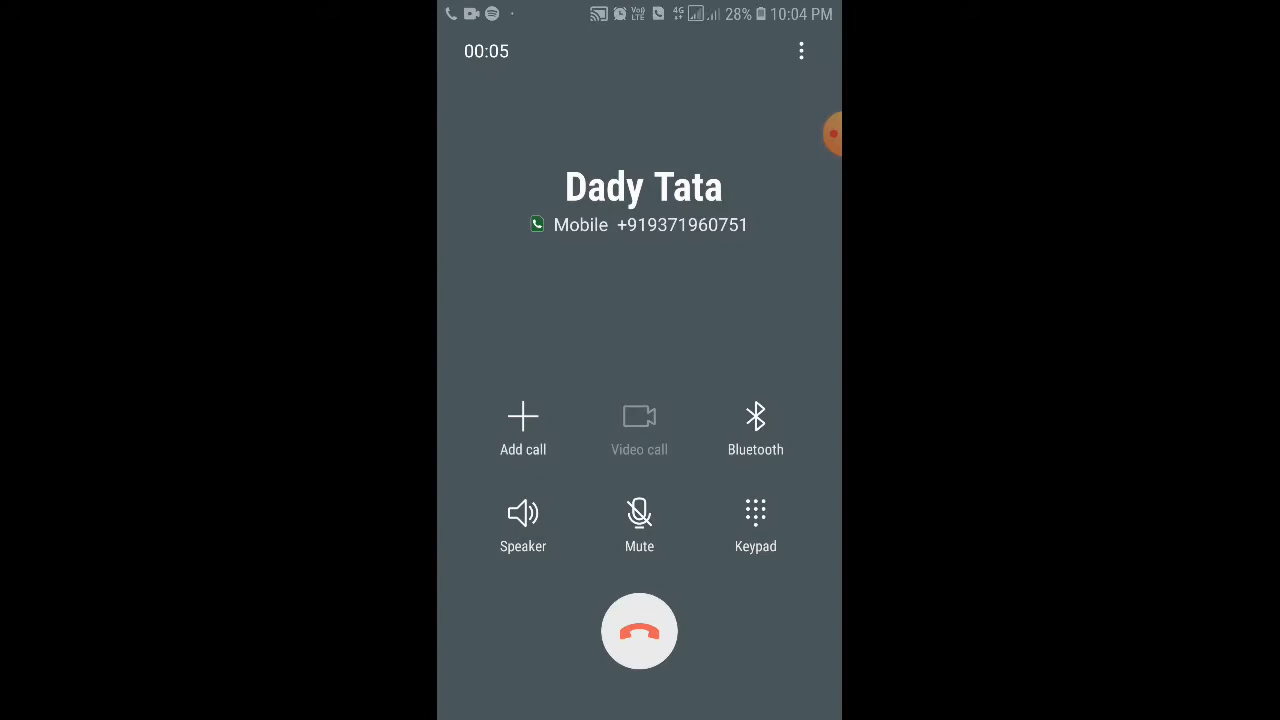 28% 10:04 PM
00:05
Dady Tata
Mobile +919371960751
Add call
Video call
Bluetooth
Speaker
Mute
Keypad